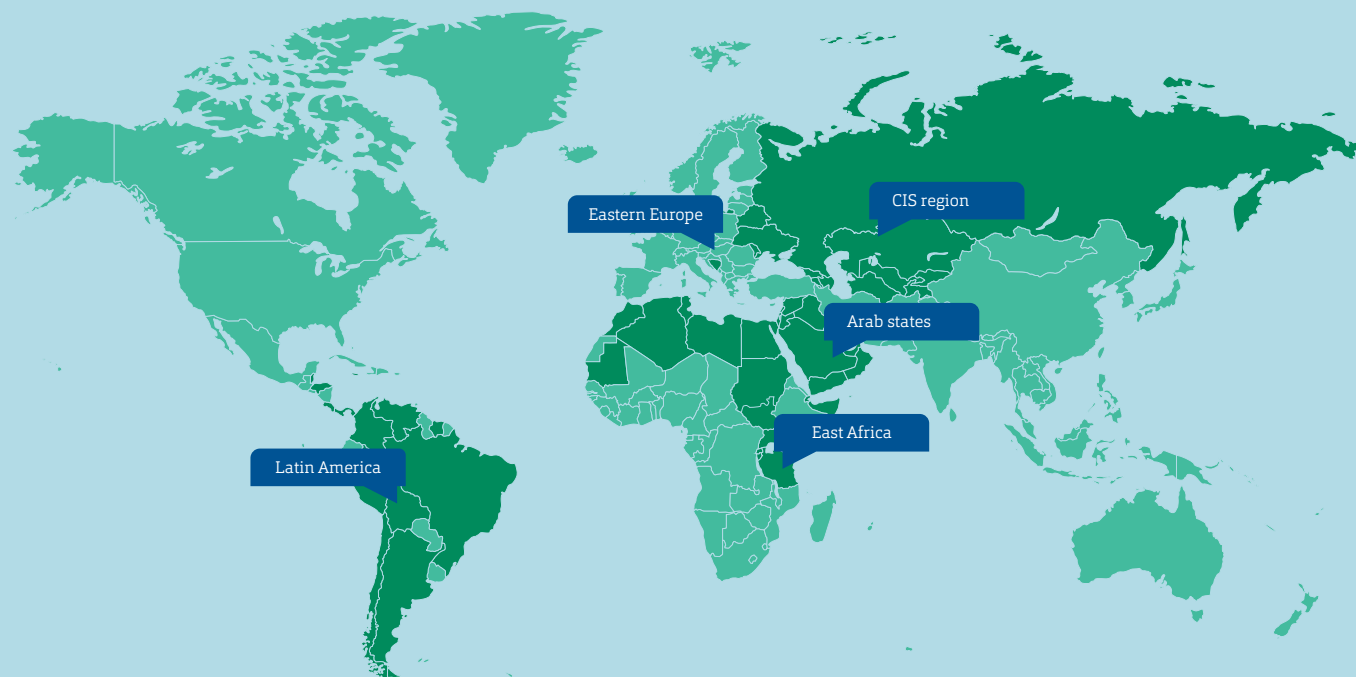 CIS region
Eastern Europe
Arab states
East Africa
Latin America